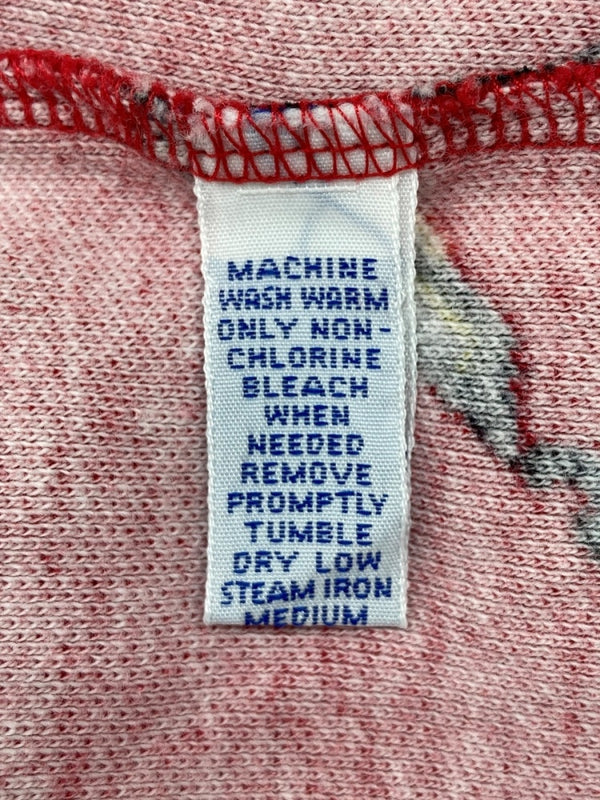 MACHINE
WASH WARM
ONLY NON-
CHLORINE
BLEACH
WHEN
NEEDED
REMOVE
PROMPTLY
TUMBLE
DRY LOW
STEAM IRON
MEDIUM